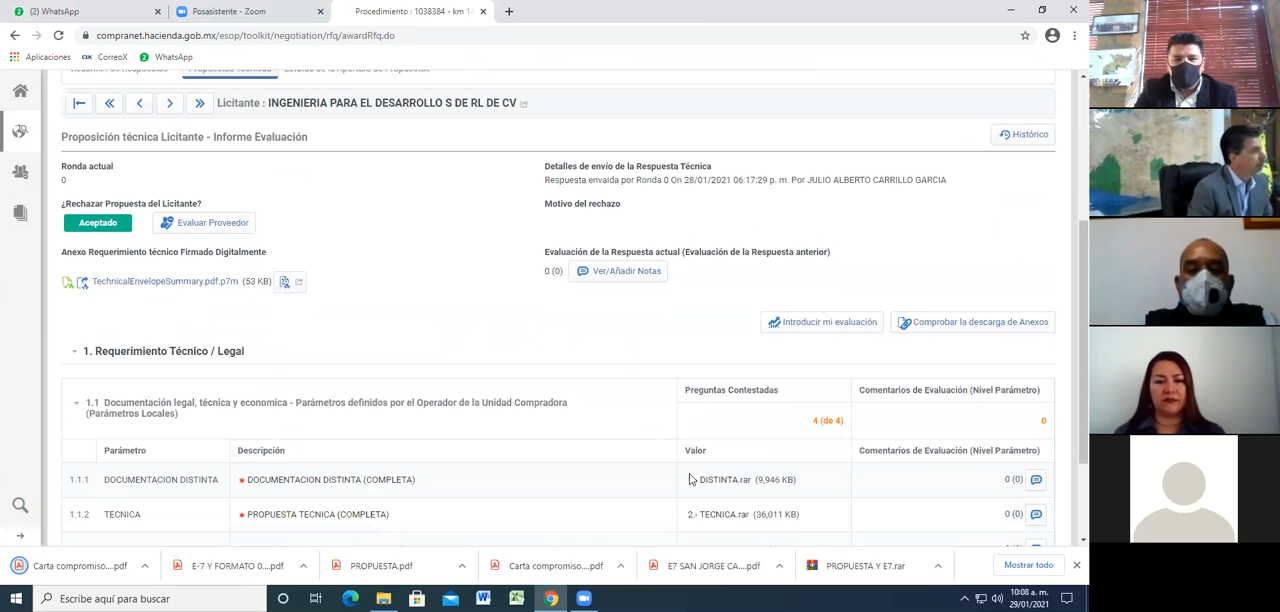 (2) WhatsApp
Posasistente - Zoom
Procedimiento : 1038384 - km 14
compranet.hacienda.gob.mx/esop/toolkit/negotiation/rfq/awardRfq.do
Aplicaciones CorreoX WhatsApp
Licitante : INGENIERIA PARA EL DESARROLLO S DE RL DE CV
Proposición técnica Licitante - Informe Evaluación
Histórico
Ronda actual
0
Detalles de envío de la Respuesta Técnica
Respuesta envaida por Ronda 0 On 28/01/2021 06:17:29 p. m. Por JULIO ALBERTO CARRILLO GARCIA
¿Rechazar Propuesta del Licitante?
Aceptado Evaluar Proveedor
Motivo del rechazo
Anexo Requerimiento técnico Firmado Digitalmente
TechnicalEnvelopeSummary.pdf.p7m (53 KB)
Evaluación de la Respuesta actual (Evaluación de la Respuesta anterior)
0 (0) Ver/Añadir Notas
Introducir mi evaluación Comprobar la descarga de Anexos
1. Requerimiento Técnico / Legal
1.1 Documentación legal, técnica y economica - Parámetros definidos por el Operador de la Unidad Compradora
(Parámetros Locales)
Preguntas Contestadas
4 (de 4)
Comentarios de Evaluación (Nivel Parámetro)
0
Parámetro Descripción Valor Comentarios de Evaluación (Nivel Parámetro)
1.1.1 DOCUMENTACION DISTINTA * DOCUMENTACION DISTINTA (COMPLETA) DISTINTA.rar (9,946 KB) 0 (0)
1.1.2 TECNICA * PROPUESTA TECNICA (COMPLETA) 2.- TECNICA.rar (36,011 KB) 0 (0)
Carta compromiso....pdf
E-7 Y FORMATO 0....pdf
PROPUESTA.pdf
Carta compromiso....pdf
E7 SAN JORGE CA....pdf
PROPUESTA Y E7.rar
Mostrar todo
Escribe aquí para buscar
10:08 a. m.
29/01/2021